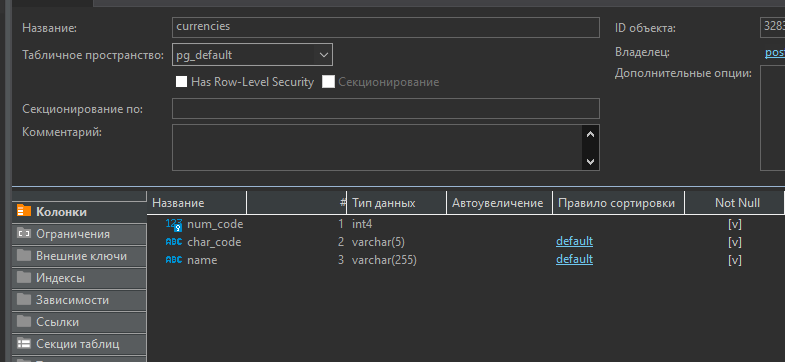 Название: currencies ID объекта: 3283
Табличное пространство: pg_default Владелец: post
Has Row-Level Security Секционирование Дополнительные опции:
Секционирование по:
Комментарий:
Название # Тип данных Автоувеличение Правило сортировки Not Null
Колонки
123 num_code 1 int4 [v]
Ограничения
ABC char_code 2 varchar(5) default [v]
Внешние ключи
ABC name 3 varchar(255) default [v]
Индексы
Зависимости
Ссылки
Секции таблиц